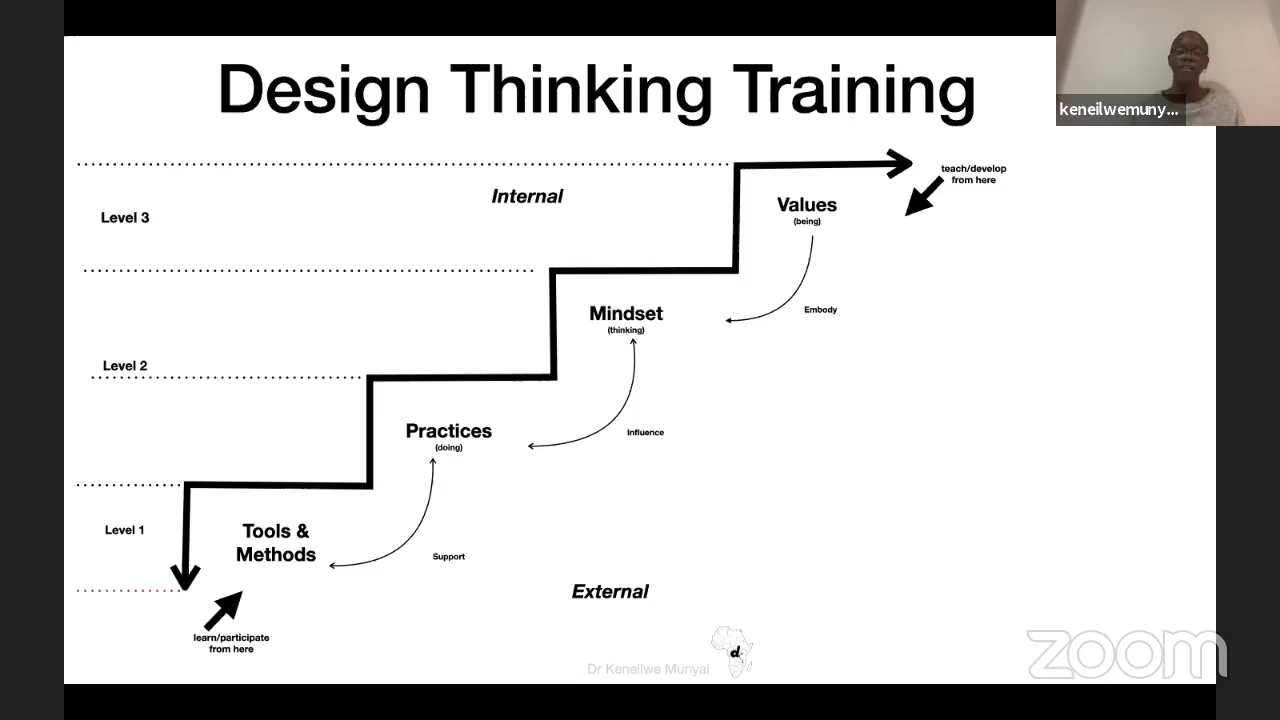 Design Thinking Training
keneilwemuny...
teach/develop
from here
Internal
Level 3
Values
(being)
Embody
Mindset
(thinking)
Level 2
Influence
Practices
(doing)
Level 1
Tools &
Methods
Support
External
learn/participate
from here
d.
Dr Keneilwe Munyai
zoom